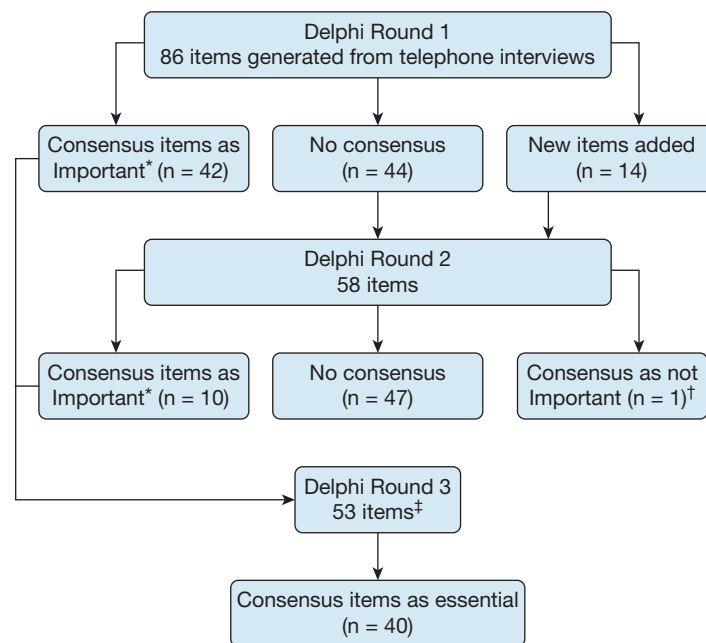 Delphi Round 1
86 items generated from telephone interviews
Consensus items as
Important* (n = 42)
No consensus
(n = 44)
New items added
(n = 14)
Delphi Round 2
58 items
Consensus items as
Important* (n = 10)
No consensus
(n = 47)
Consensus as not
Important (n = 1)†
Delphi Round 3
53 items‡
Consensus items as essential
(n = 40)